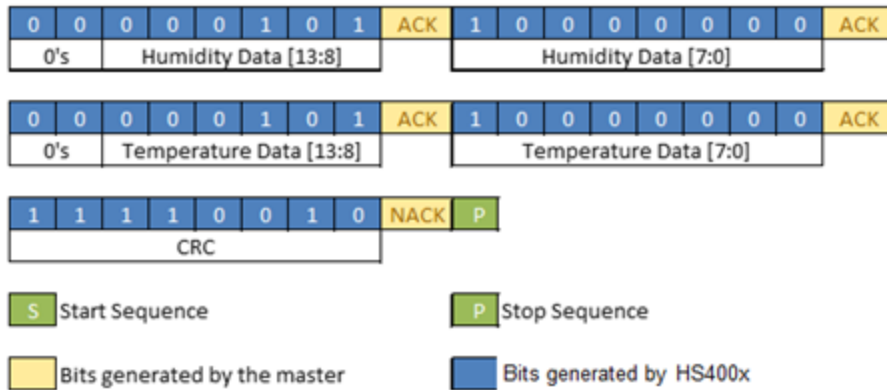 0 0 0 0 0 1 0 1 ACK 1 0 0 0 0 0 0 0 ACK
0's Humidity Data [13:8] Humidity Data [7:0]
0 0 0 0 0 1 0 1 ACK 1 0 0 0 0 0 0 0 ACK
0's Temperature Data [13:8] Temperature Data [7:0]
1 1 1 1 0 0 1 0 NACK P
CRC
S Start Sequence P Stop Sequence
Bits generated by the master Bits generated by HS400x